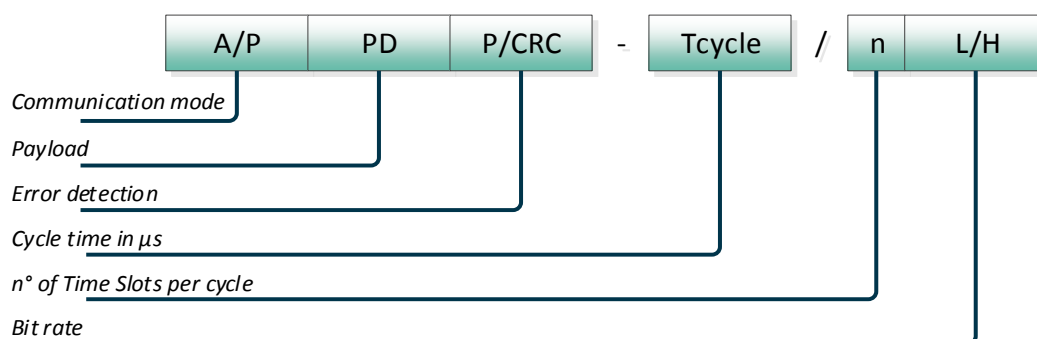 A/P PD P/CRC - Tcycle / n L/H
Communication mode
Payload
Error detection
Cycle time in µs
n° of Time Slots per cycle
Bit rate